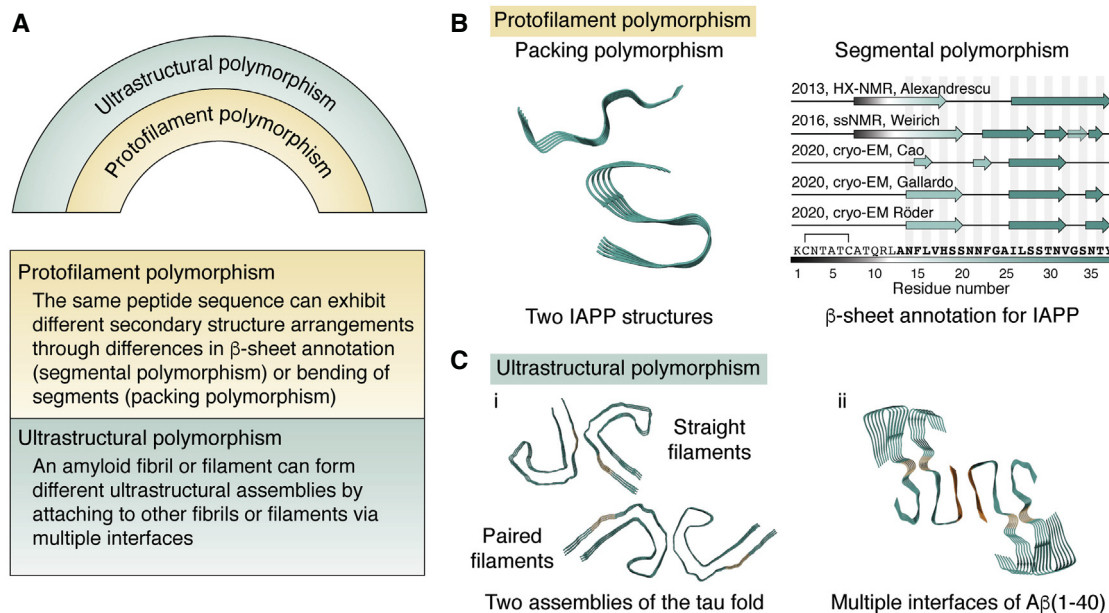 A
Ultrastructural polymorphism
Protofilament polymorphism
Protofilament polymorphism
The same peptide sequence can exhibit
different secondary structure arrangements
through differences in β-sheet annotation
(segmental polymorphism) or bending of
segments (packing polymorphism)
Ultrastructural polymorphism
An amyloid fibril or filament can form
different ultrastructural assemblies by
attaching to other fibrils or filaments via
multiple interfaces
B
Protofilament polymorphism
Packing polymorphism
Two IAPP structures
Segmental polymorphism
2013, HX-NMR, Alexandrescu
2016, ssNMR, Weirich
2020, cryo-EM, Cao
2020, cryo-EM, Gallardo
2020, cryo-EM Röder
KCNTATCATQRLANFLVHSSNNFGAILSSTNVGSNTY
1 5 10 15 20 25 30 35
Residue number
β-sheet annotation for IAPP
C
Ultrastructural polymorphism
i
Straight
filaments
Paired
filaments
Two assemblies of the tau fold
ii
Multiple interfaces of Aβ(1-40)